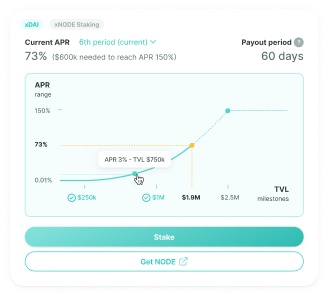 xDAI xNODE Staking
Current APR 6th period (current) Payout period ?
73% ($600k needed to reach APR 150%) 60 days
APR
range
150%
73%
APR 3% - TVL $750k
0.01%
$250k $1M $1.9M $2.5M TVL
milestones
Stake
Get NODE